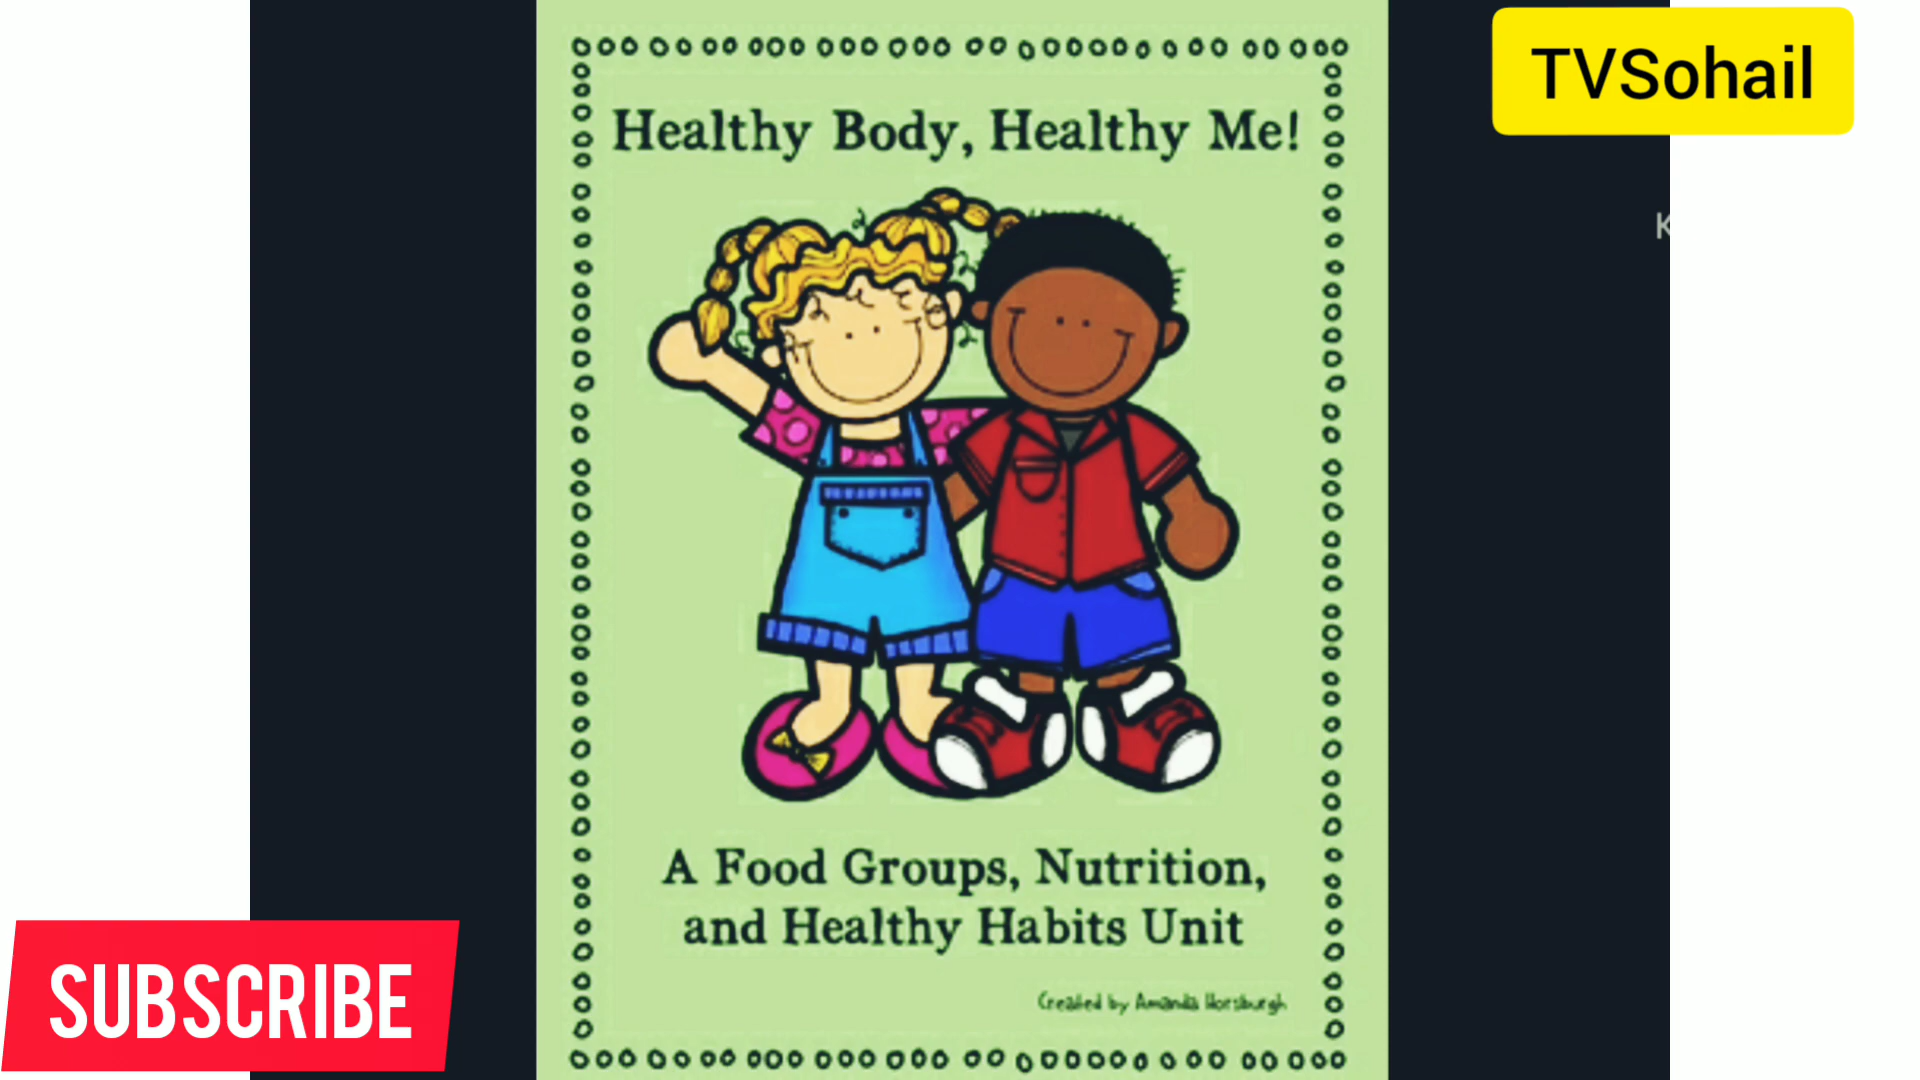 TVSohail
Healthy Body, Healthy Me!
K
A Food Groups, Nutrition,
and Healthy Habits Unit
Created by Amanda Horsburgh
SUBSCRIBE